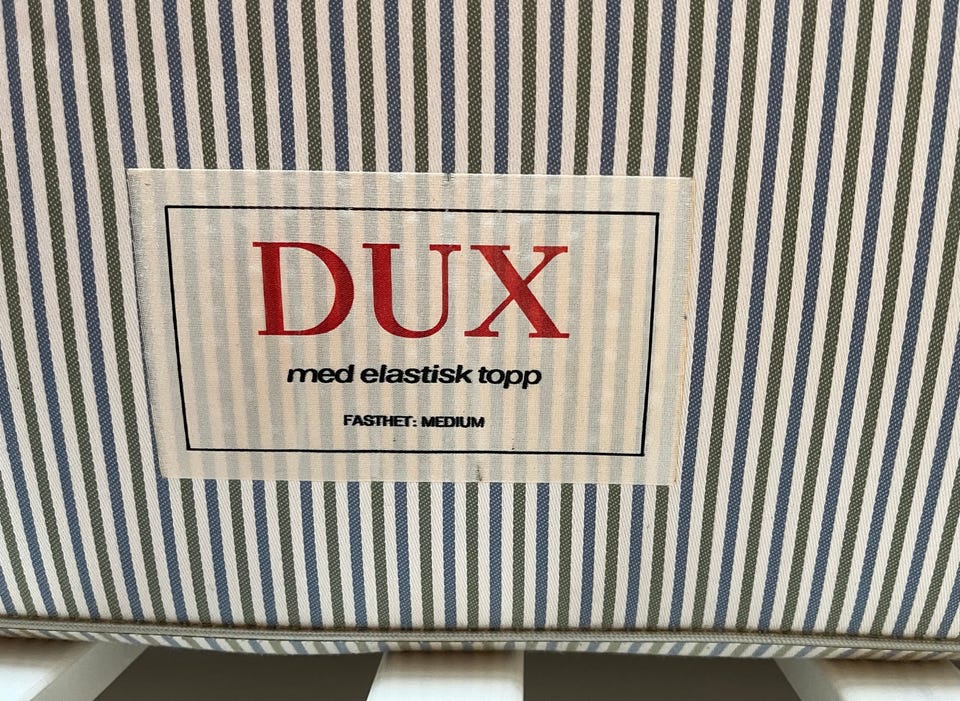 DUX
med elastisk topp
FASTHET: MEDIUM